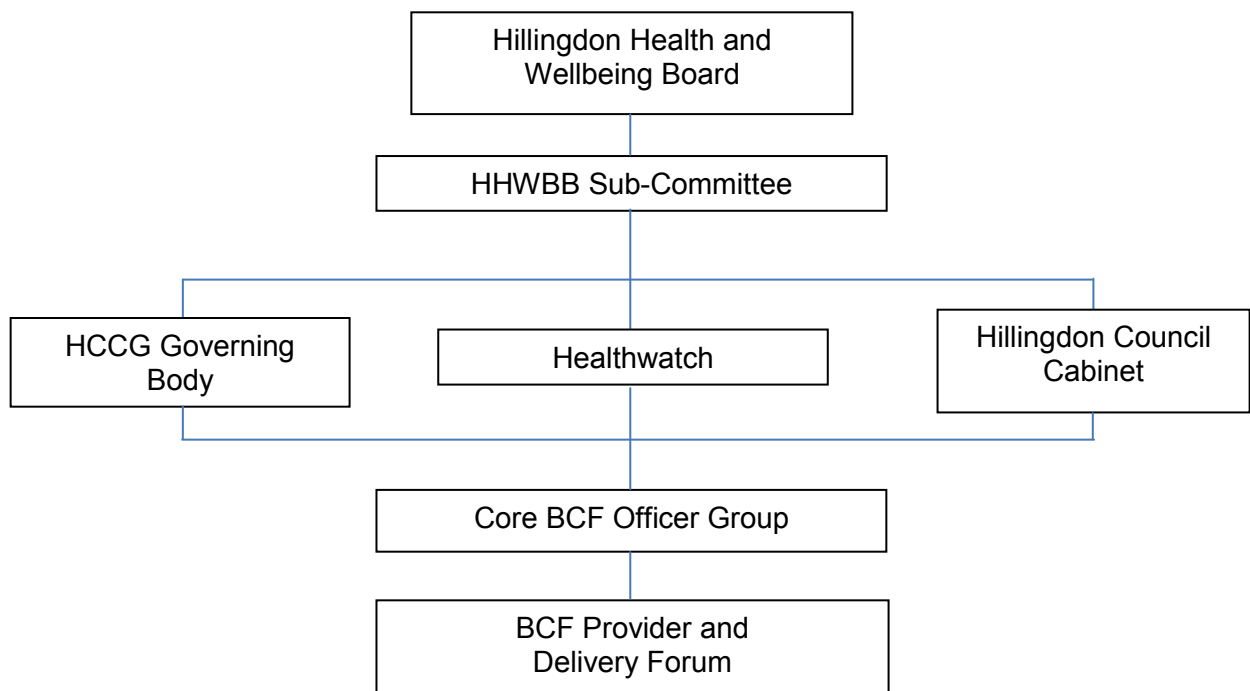 Hillingdon Health and
Wellbeing Board
HHWBB Sub-Committee
HCCG Governing
Body
Healthwatch
Hillingdon Council
Cabinet
Core BCF Officer Group
BCF Provider and
Delivery Forum